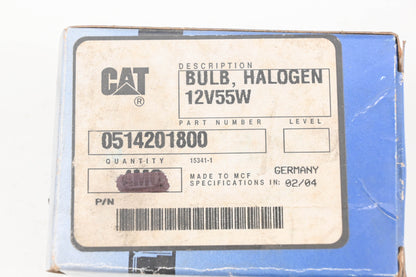 DESCRIPTION
CAT
®
BULB, HALOGEN
12V55W
PART NUMBER
LEVEL
0514201800
QUANTITY
15341-1
MADE TO MCF
SPECIFICATIONS IN:
GERMANY
02/04
P/N